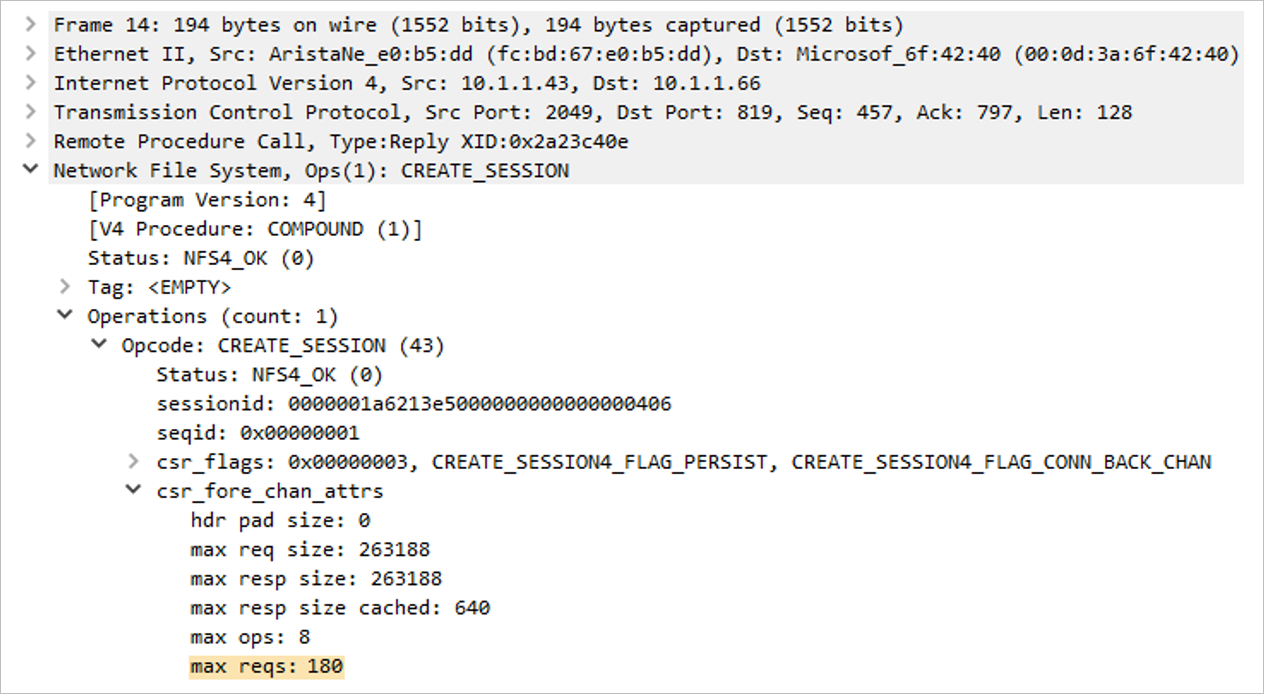 Frame 14: 194 bytes on wire (1552 bits), 194 bytes captured (1552 bits)
Ethernet II, Src: AristaNe_e0:b5:dd (fc:bd:67:e0:b5:dd), Dst: Microsof_6f:42:40 (00:0d:3a:6f:42:40)
Internet Protocol Version 4, Src: 10.1.1.43, Dst: 10.1.1.66
Transmission Control Protocol, Src Port: 2049, Dst Port: 819, Seq: 457, Ack: 797, Len: 128
Remote Procedure Call, Type:Reply XID:0x2a23c40e
Network File System, Ops(1): CREATE_SESSION
[Program Version: 4]
[V4 Procedure: COMPOUND (1)]
Status: NFS4_OK (0)
Tag: <EMPTY>
Operations (count: 1)
Opcode: CREATE_SESSION (43)
Status: NFS4_OK (0)
sessionid: 0000001a6213e5000000000000000406
seqid: 0x00000001
csr_flags: 0x00000003, CREATE_SESSION4_FLAG_PERSIST, CREATE_SESSION4_FLAG_CONN_BACK_CHAN
csr_fore_chan_attrs
hdr pad size: 0
max req size: 263188
max resp size: 263188
max resp size cached: 640
max ops: 8
max reqs: 180